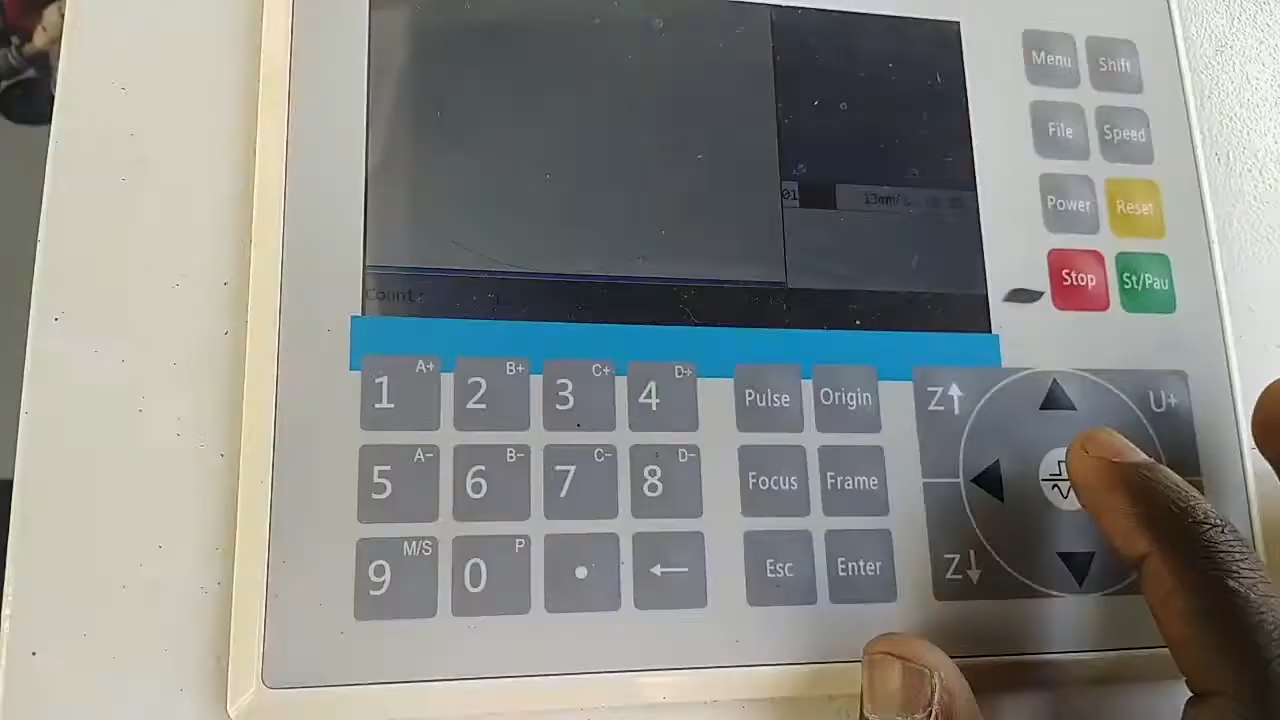 Menu Shift
File Speed
01 13mm/s
Power Reset
Stop St/Pau
Count:
1 A+ 2 B+ 3 C+ 4 D+ Pulse Origin Z↑ U+
5 A− 6 B− 7 C− 8 D− Focus Frame
9 M/S 0 P • ← Esc Enter Z↓